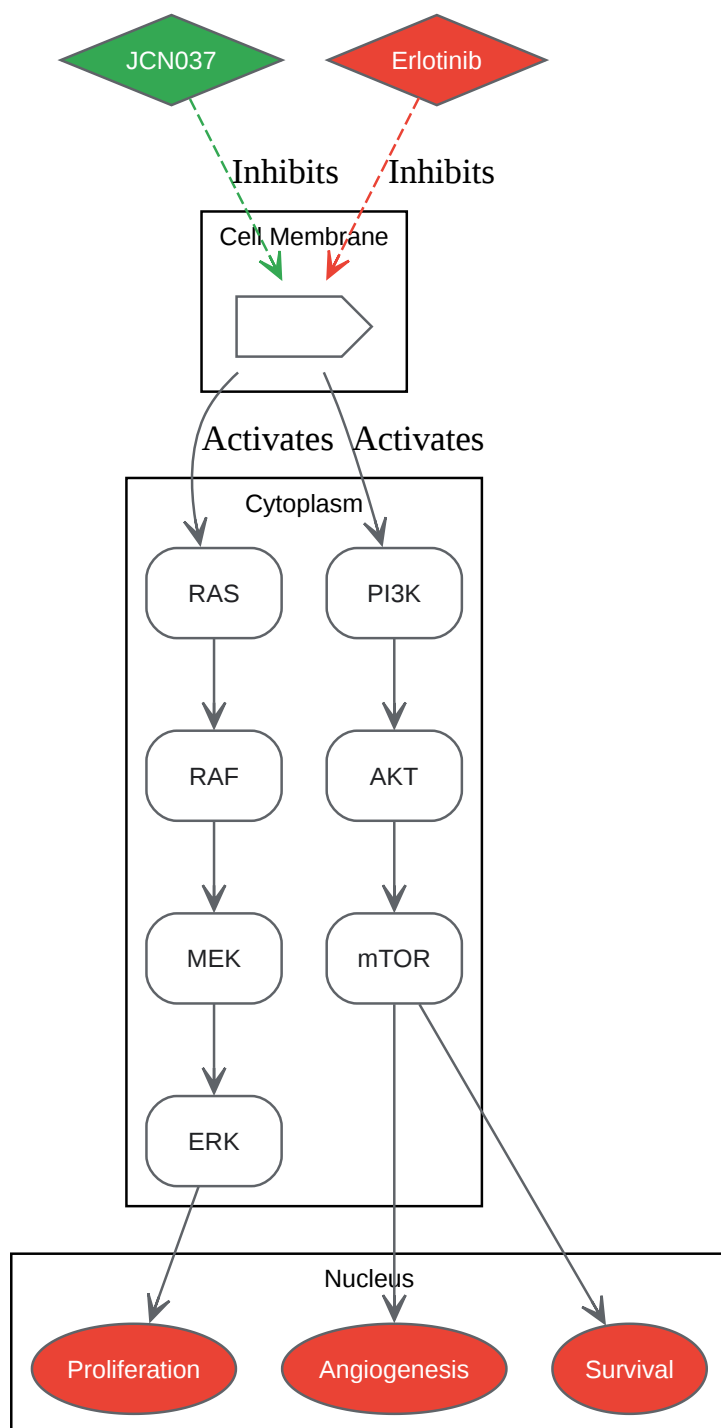 JCN037
Erlotinib
Inhibits
Inhibits
Cell Membrane
Activates
Activates
Cytoplasm
RAS
PI3K
RAF
AKT
MEK
mTOR
ERK
Nucleus
Proliferation
Angiogenesis
Survival